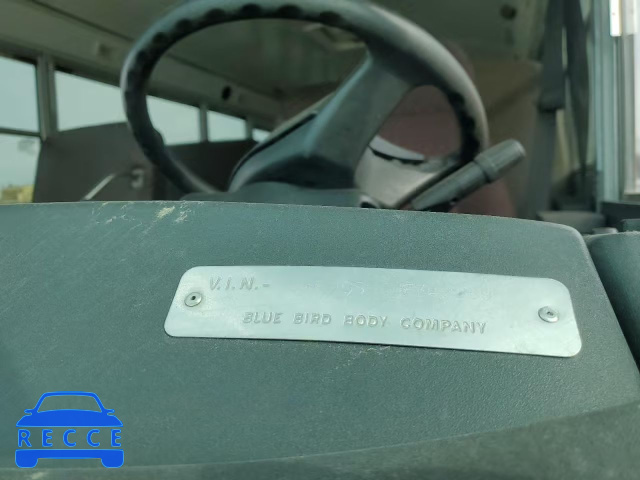 V.I.N.-
BLUE BIRD BODY COMPANY
RECCE